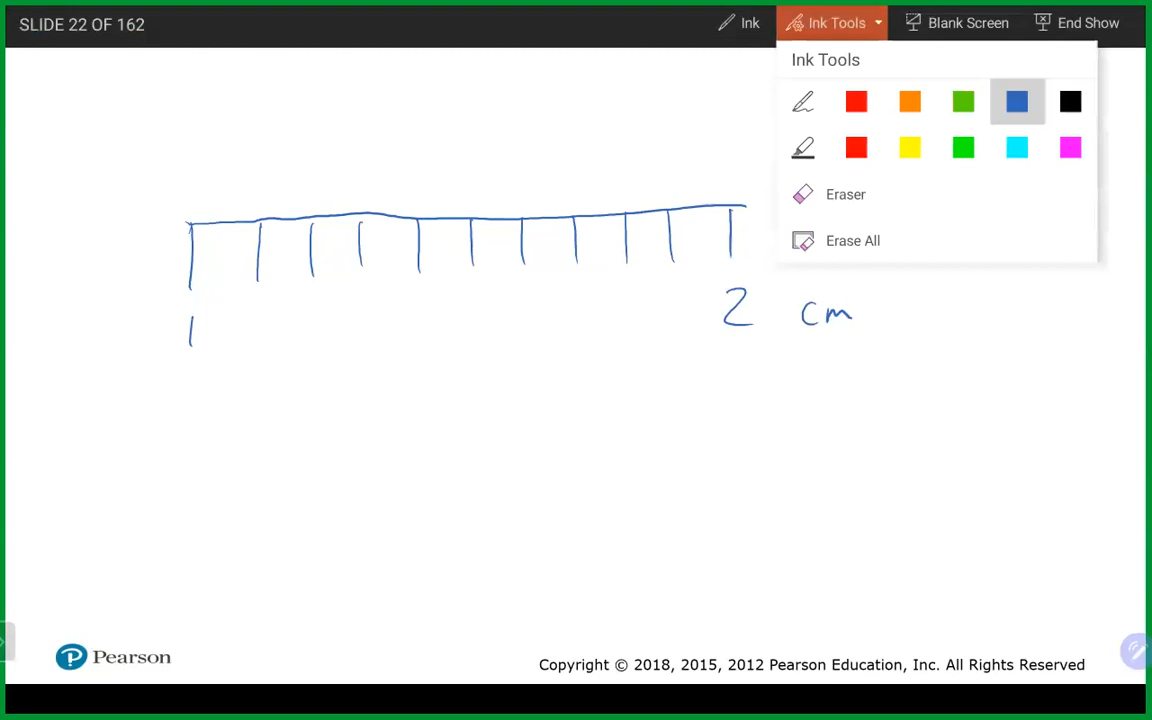 SLIDE 22 OF 162
Ink
Ink Tools
Blank Screen
End Show
Ink Tools
Eraser
Erase All
1
2 cm
Pearson
Copyright © 2018, 2015, 2012 Pearson Education, Inc. All Rights Reserved